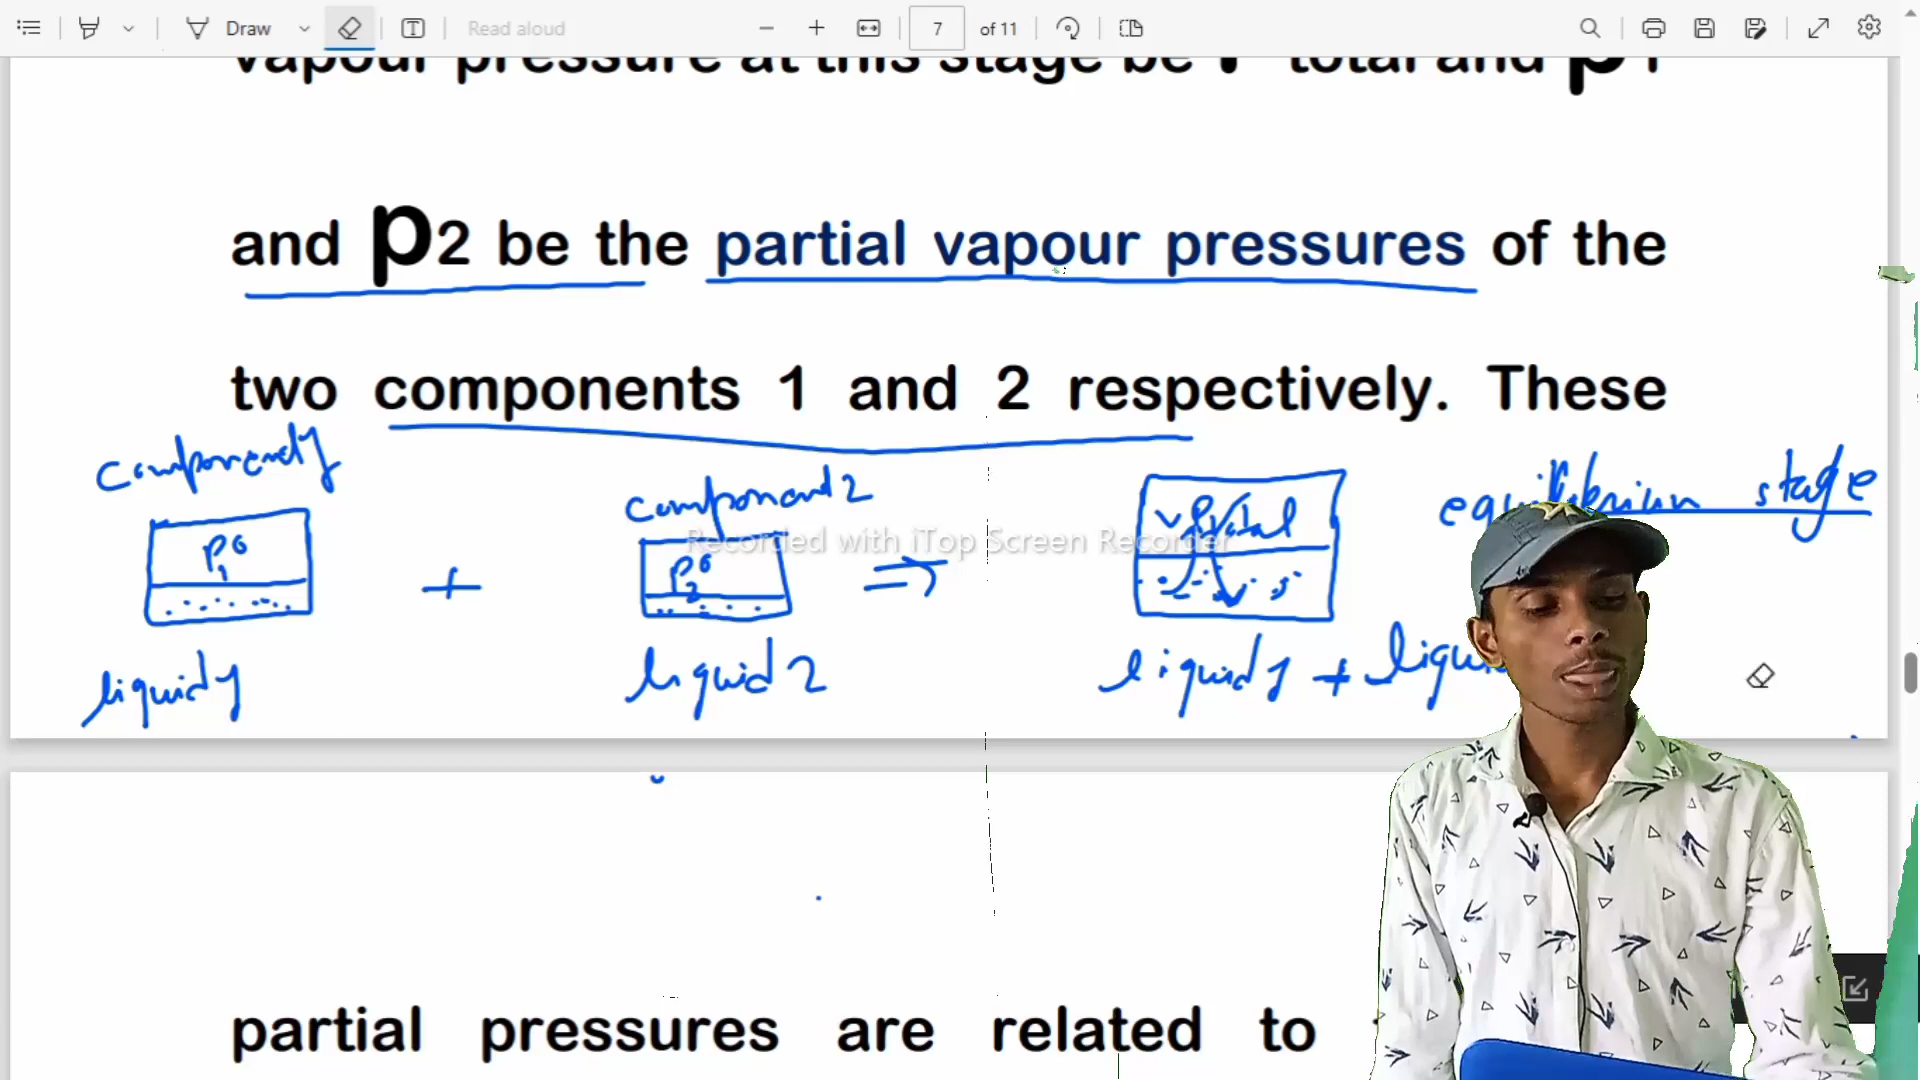 Draw
Read aloud
7 of 11
vapour pressure at this stage be P total and p1
and p2 be the partial vapour pressures of the
two components 1 and 2 respectively. These
component 1
component 2
equilibrium stage
p1°
+
p2°
⇒
Recorded with iTop Screen Recorder
liquid 1
liquid 2
liquid 1 +
partial pressures are related to